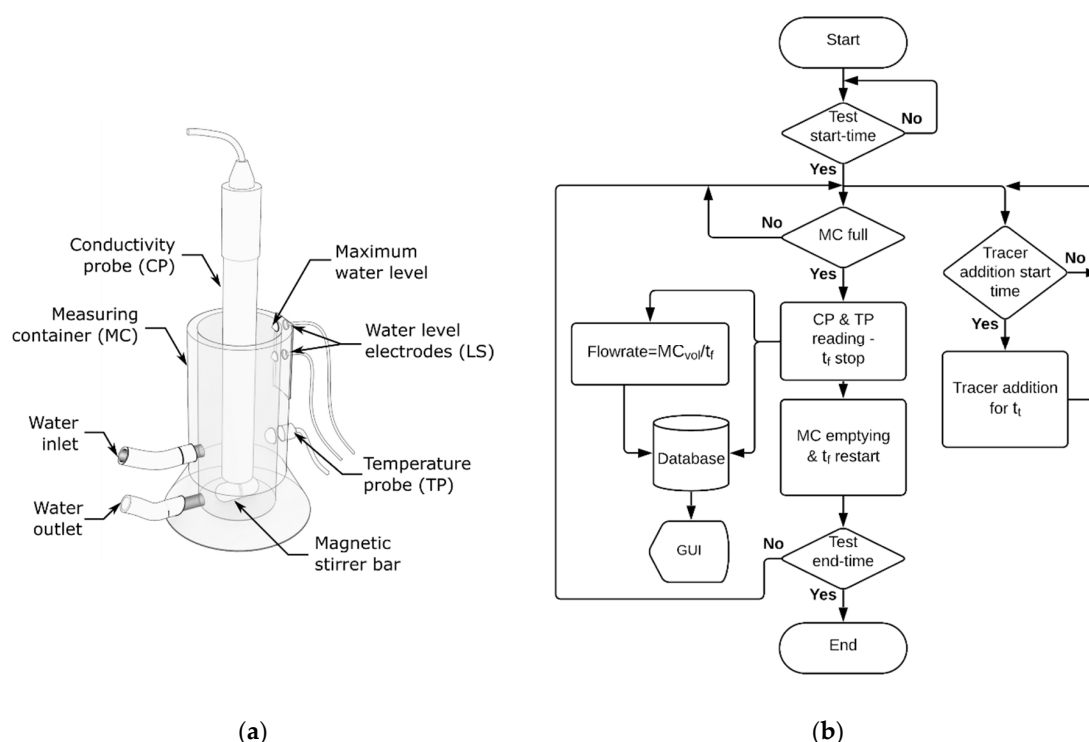 Conductivity
probe (CP)
Measuring
container (MC)
Water
inlet
Water
outlet
Maximum
water level
Water level
electrodes (LS)
Temperature
probe (TP)
Magnetic
stirrer bar
(a)
Start
Test
start-time
No
Yes
MC full
No
Yes
Tracer
addition start
time
No
Yes
CP & TP
reading -
tf stop
Flowrate=MCvol/tf
Tracer addition
for tt
MC emptying
& tf restart
Database
GUI
Test
end-time
No
Yes
End
(b)